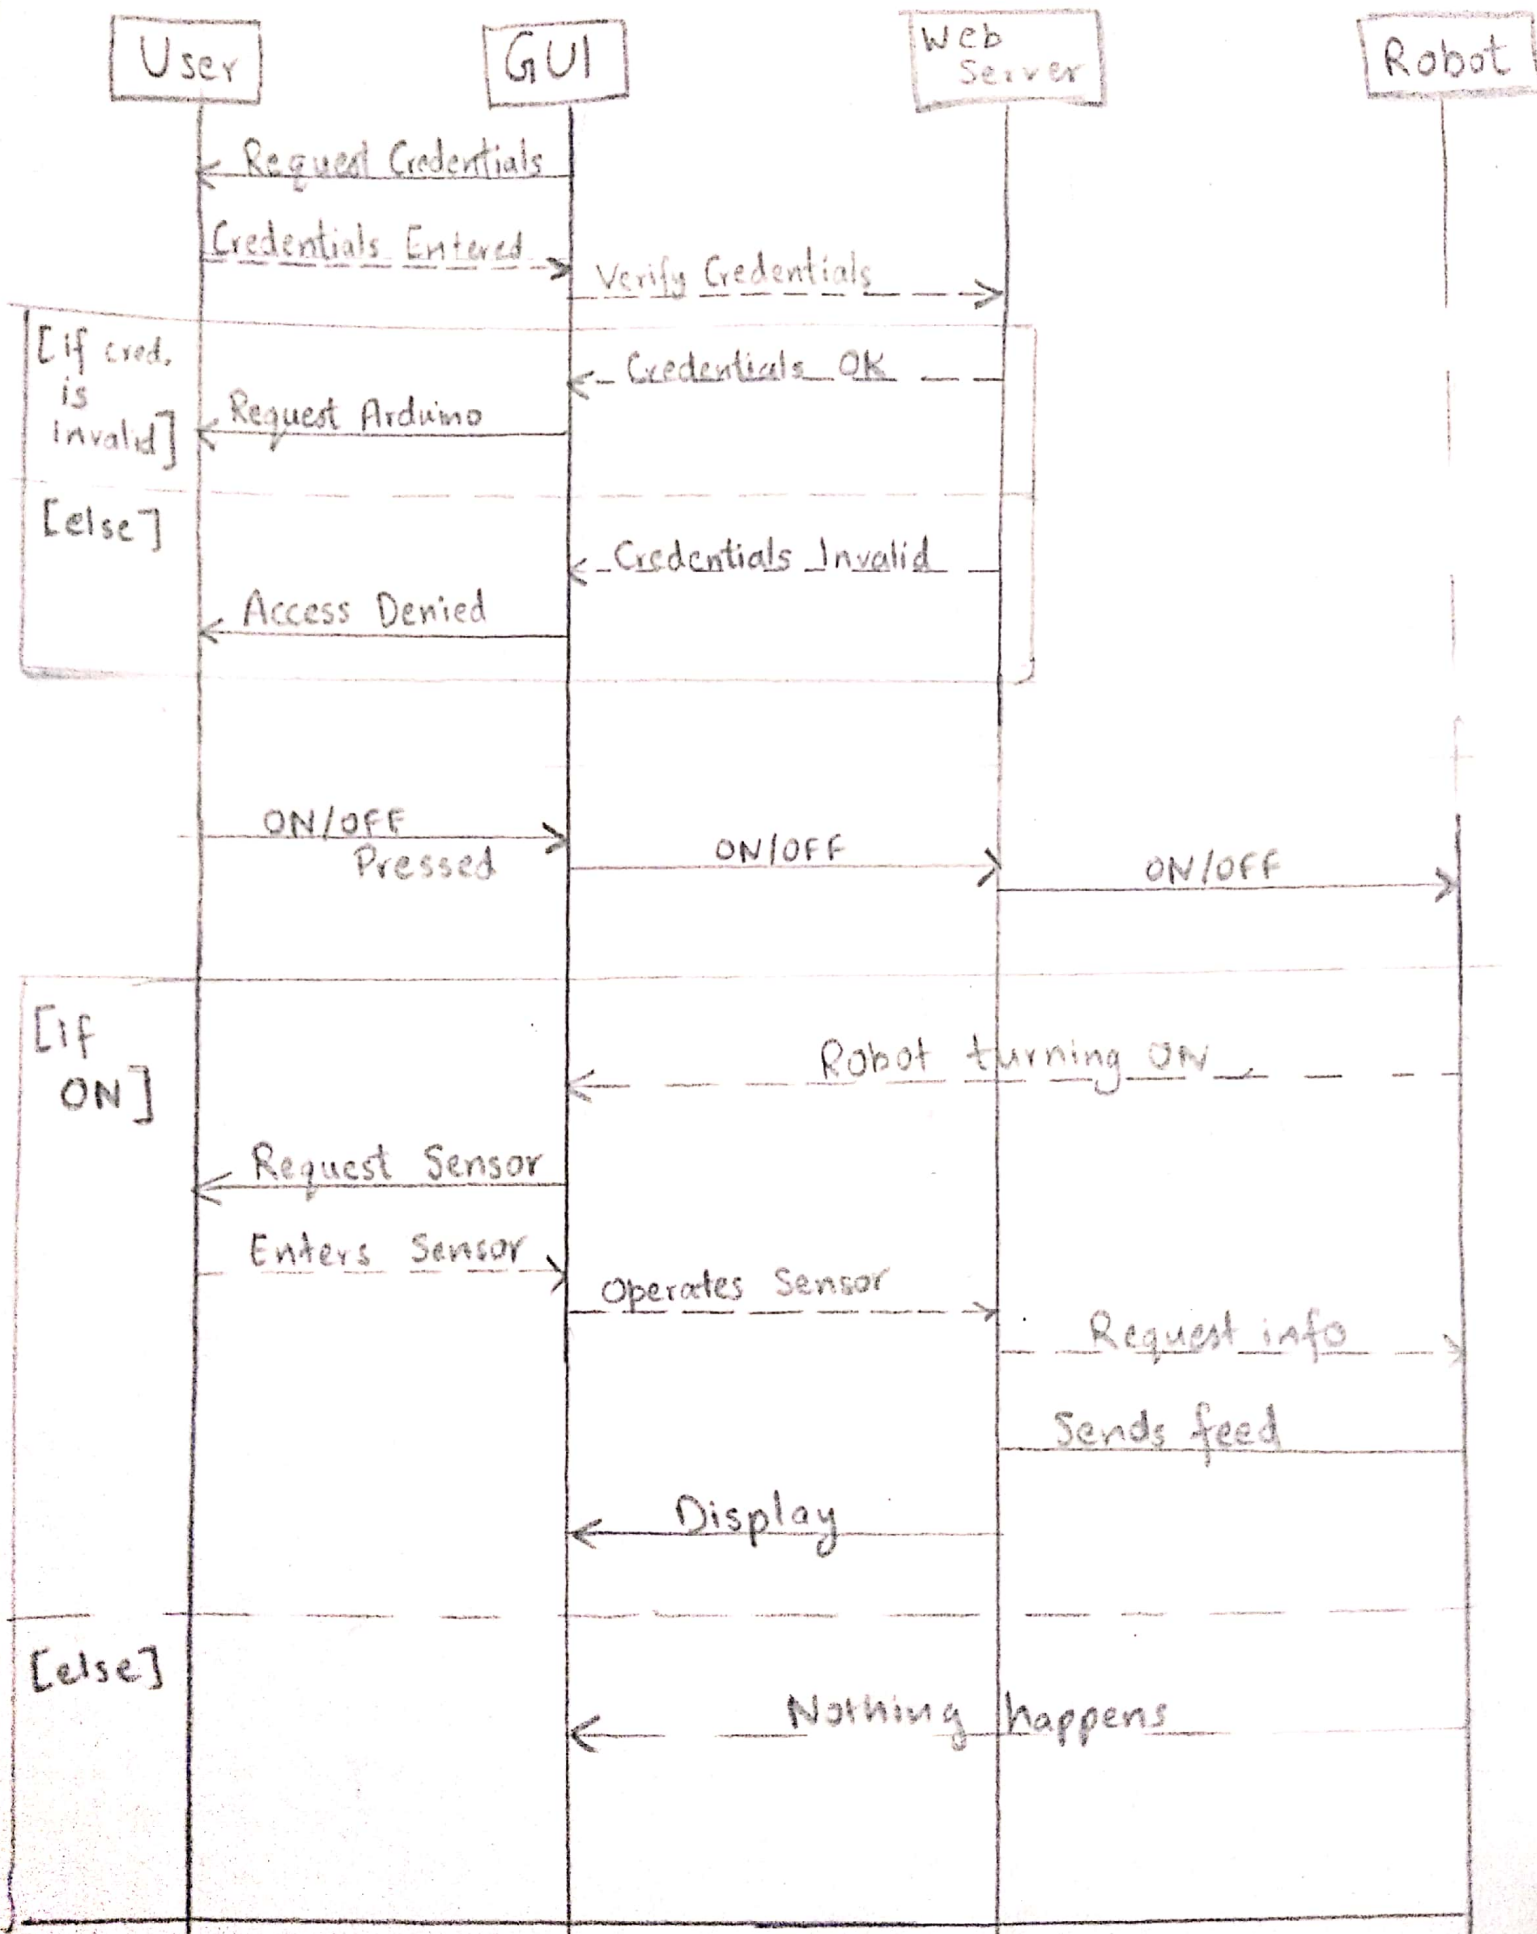 User
GUI
Web
Server
Robot
Request Credentials
Credentials Entered
Verify Credentials
[if cred.
is
invalid]
Credentials OK
Request Arduino
[else]
Credentials Invalid
Access Denied
ON/OFF
Pressed
ON/OFF
ON/OFF
[if
ON]
Robot turning ON
Request Sensor
Enters Sensor
Operates Sensor
Request info
Sends feed
Display
[else]
Nothing happens